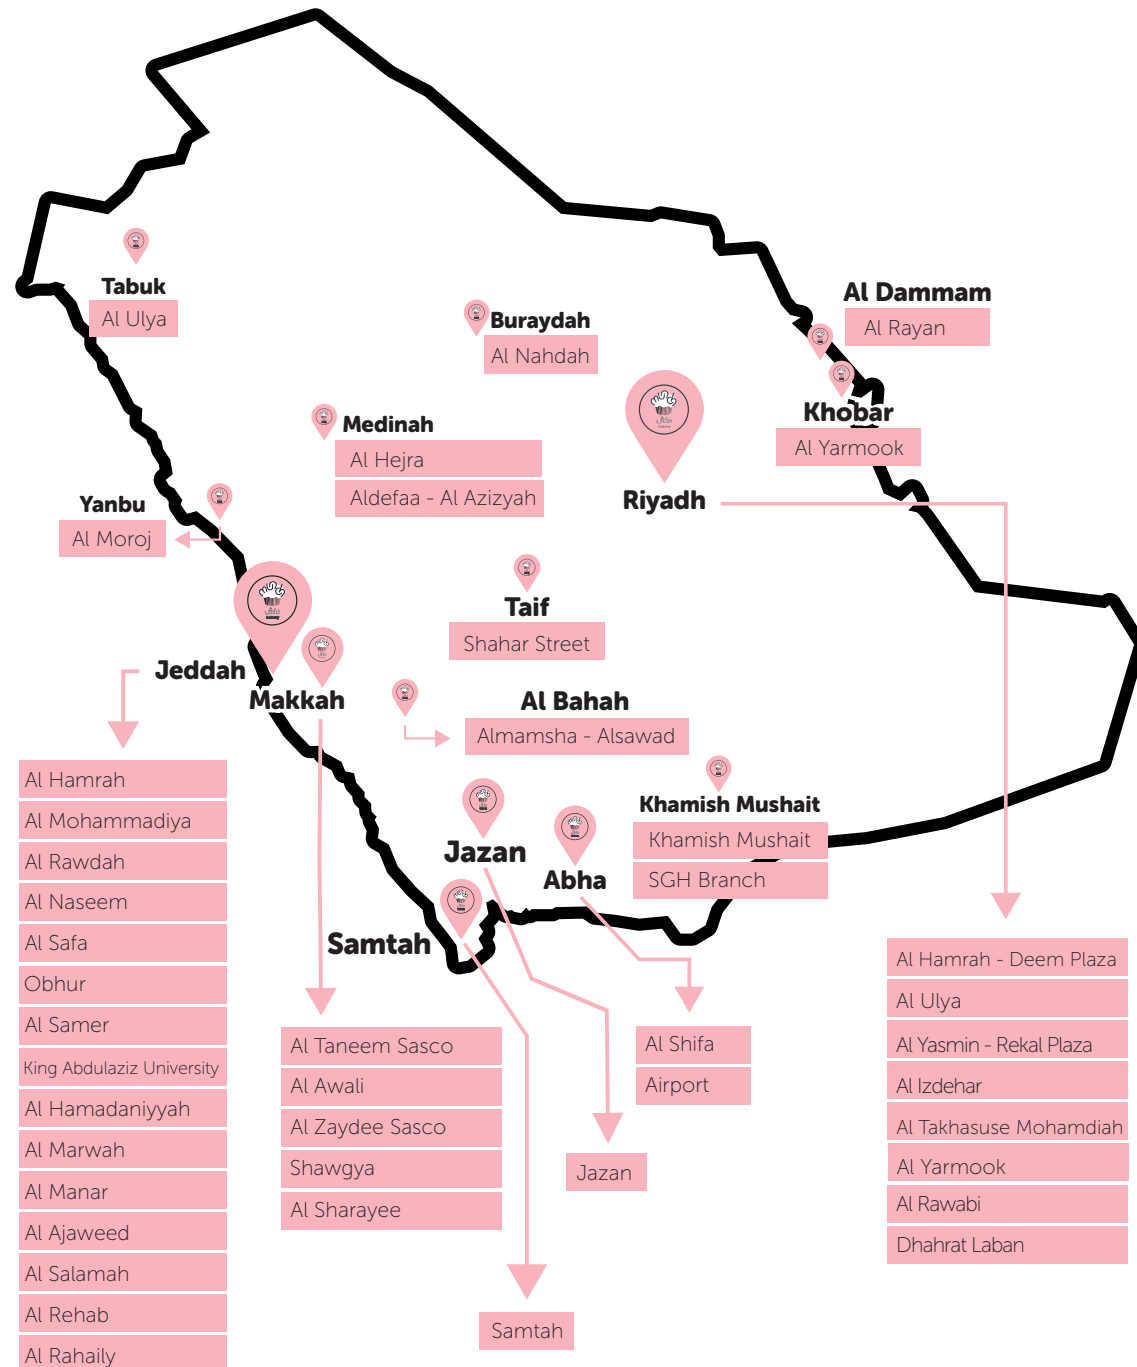 Tabuk
Al Ulya
Buraydah
Al Nahdah
Al Dammam
Al Rayan
Khobar
Al Yarmook
Medinah
Al Hejra
Aldefaa - Al Azizyah
Riyadh
Yanbu
Al Moroj
Taif
Shahar Street
Jeddah
Makkah
Al Bahah
Almamsha - Alsawad
Khamish Mushait
Khamish Mushait
SGH Branch
Jazan
Abha
Samtah
Al Hamrah
Al Mohammadiya
Al Rawdah
Al Naseem
Al Safa
Obhur
Al Samer
King Abdulaziz University
Al Hamadaniyyah
Al Marwah
Al Manar
Al Ajaweed
Al Salamah
Al Rehab
Al Rahaily
Al Taneem Sasco
Al Awali
Al Zaydee Sasco
Shawgya
Al Sharayee
Samtah
Jazan
Al Shifa
Airport
Al Hamrah - Deem Plaza
Al Ulya
Al Yasmin - Rekal Plaza
Al Izdehar
Al Takhasuse Mohamdiah
Al Yarmook
Al Rawabi
Dhahrat Laban